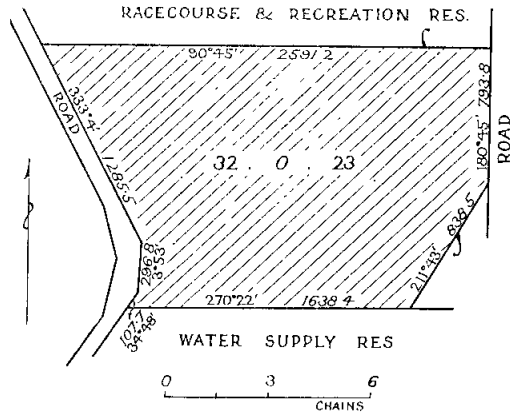 RACECOURSE & RECREATION RES.
90°45' 2591.2
333°4' 1285.5
ROAD
180°45' 793.8
ROAD
32 . 0 . 23
211°43' 838.5
296.8
3°53'
270°22' 1638.4
107.7
34°48'
WATER SUPPLY RES
0 3 6
CHAINS